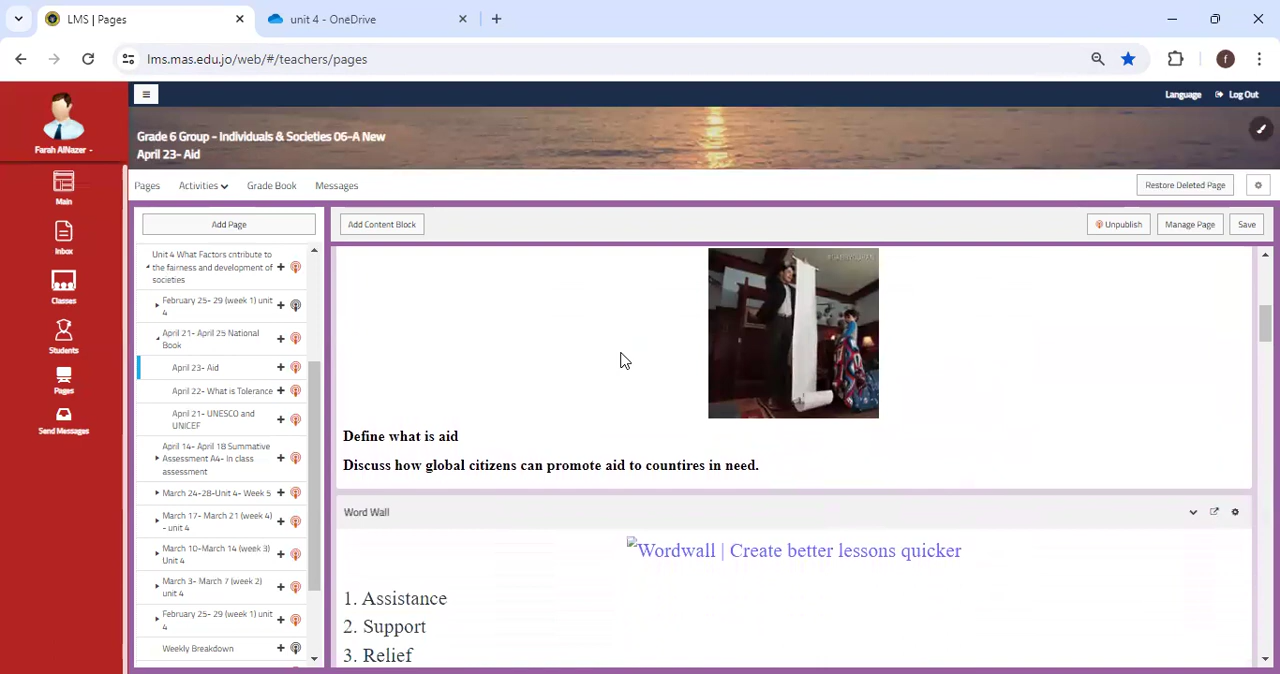 LMS | Pages
unit 4 - OneDrive
lms.mas.edu.jo/web/#/teachers/pages
f
Language
Log Out
Farah AlNazer
Grade 6 Group - Individuals & Societies 06-A New
April 23- Aid
Main
Inbox
Classes
Students
Pages
Send Messages
Pages
Activities
Grade Book
Messages
Restore Deleted Page
Add Page
Unit 4 What Factors cntribute to
the fairness and development of
societies
February 25- 29 (week 1) unit
4
April 21- April 25 National
Book
April 23- Aid
April 22- What is Tolerance
April 21- UNESCO and
UNICEF
April 14- April 18 Summative
Assessment A4- In class
assessment
March 24-28-Unit 4- Week 5
March 17- March 21 (week 4)
- unit 4
March 10-March 14 (week 3)
Unit 4
March 3- March 7 (week 2)
unit 4
February 25- 29 (week 1) unit
4
Weekly Breakdown
Add Content Block
Unpublish
Manage Page
Save
Define what is aid
Discuss how global citizens can promote aid to countires in need.
Word Wall
Wordwall | Create better lessons quicker
1. Assistance
2. Support
3. Relief